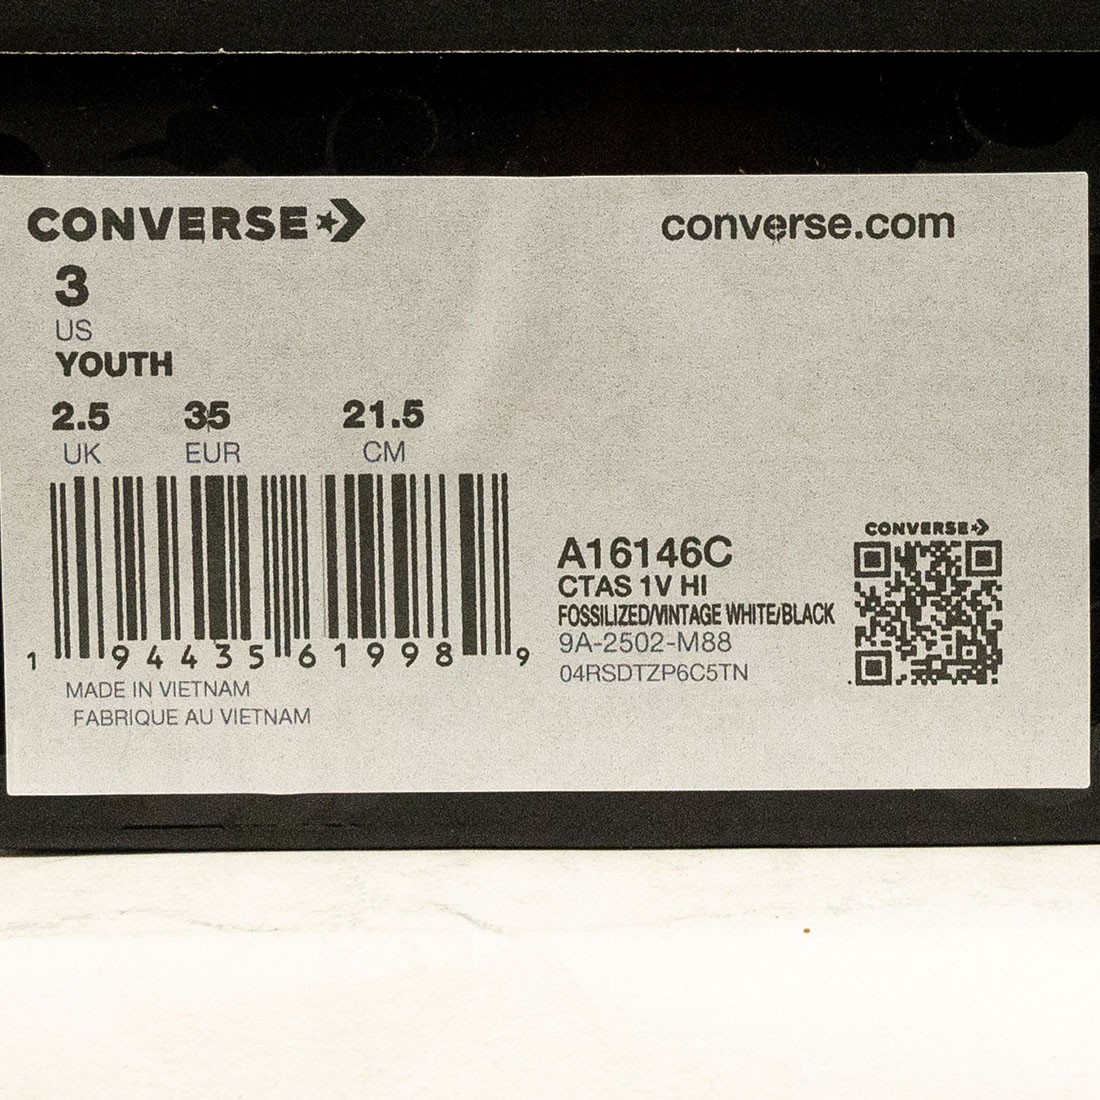 CONVERSE
converse.com
3
US
YOUTH
2.5 35 21.5
UK EUR CM
CONVERSE
A16146C
CTAS 1V HI
FOSSILIZED/VINTAGE WHITE/BLACK
9A-2502-M88
04RSDTZP6C5TN
1 94435 61998 9
MADE IN VIETNAM
FABRIQUE AU VIETNAM